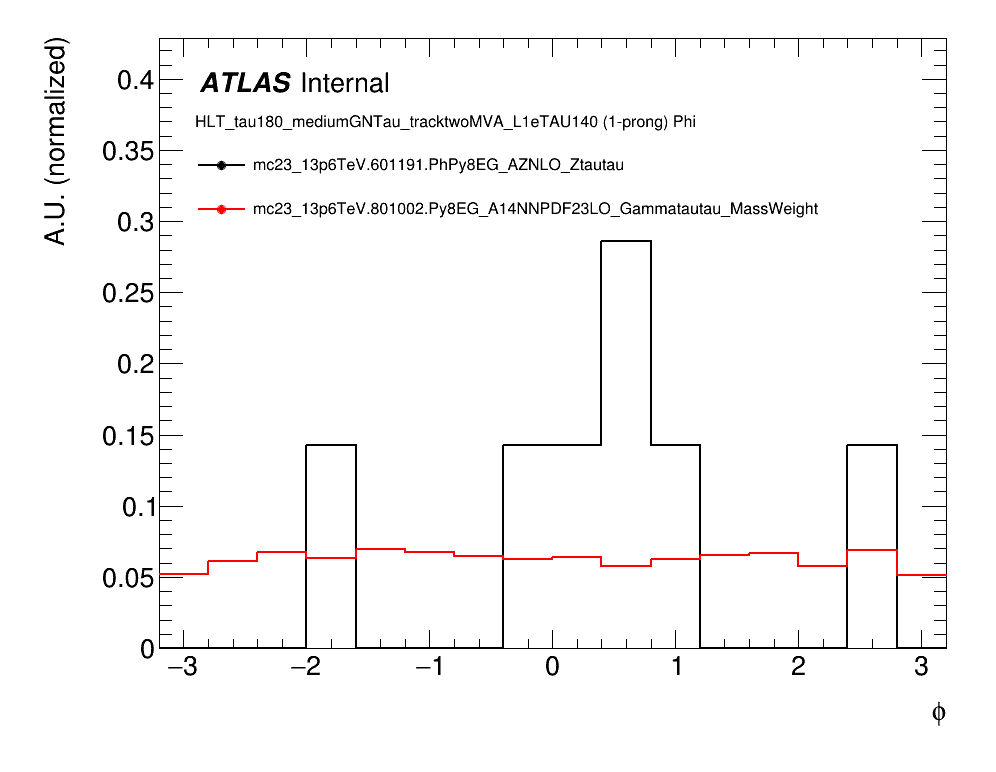 A.U. (normalized)
0.4
0.35
0.3
0.25
0.2
0.15
0.1
0.05
0
ATLAS Internal
HLT_tau180_mediumGNTau_tracktwoMVA_L1eTAU140 (1-prong) Phi
mc23_13p6TeV.601191.PhPy8EG_AZNLO_Ztautau
mc23_13p6TeV.801002.Py8EG_A14NNPDF23LO_Gammatautau_MassWeight
−3 −2 −1 0 1 2 3
ϕ